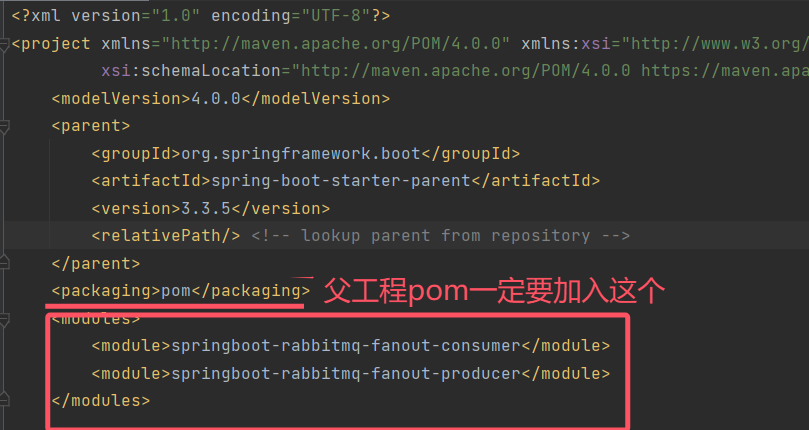 <?xml version="1.0" encoding="UTF-8"?>
<project xmlns="http://maven.apache.org/POM/4.0.0" xmlns:xsi="http://www.w3.org/
xsi:schemaLocation="http://maven.apache.org/POM/4.0.0 https://maven.apa
<modelVersion>4.0.0</modelVersion>
<parent>
<groupId>org.springframework.boot</groupId>
<artifactId>spring-boot-starter-parent</artifactId>
<version>3.3.5</version>
<relativePath/> <!-- lookup parent from repository -->
</parent>
<packaging>pom</packaging> 父工程pom一定要加入这个
<modules>
<module>springboot-rabbitmq-fanout-consumer</module>
<module>springboot-rabbitmq-fanout-producer</module>
</modules>